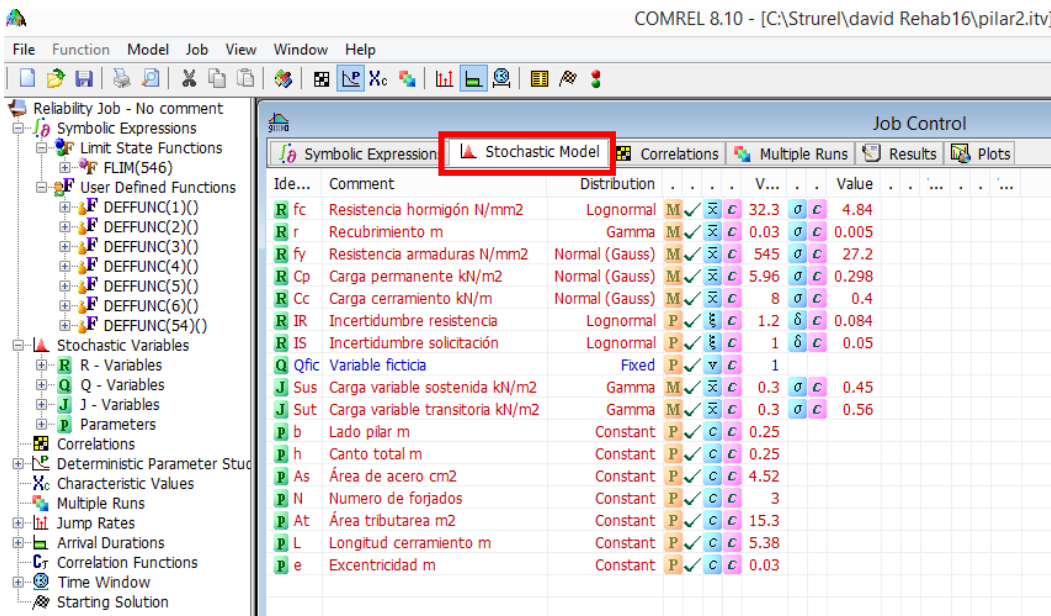 COMREL 8.10 - [C:\Strurel\david Rehab16\pilar2.itv]
File Function Model Job View Window Help
Reliability Job - No comment
Symbolic Expressions
Limit State Functions
FLIM(546)
User Defined Functions
DEFFUNC(1)()
DEFFUNC(2)()
DEFFUNC(3)()
DEFFUNC(4)()
DEFFUNC(5)()
DEFFUNC(6)()
DEFFUNC(54)()
Stochastic Variables
R R - Variables
Q Q - Variables
J J - Variables
P Parameters
Correlations
Deterministic Parameter Stud
Xc Characteristic Values
Multiple Runs
Jump Rates
Arrival Durations
Cτ Correlation Functions
Time Window
Starting Solution
Job Control
Symbolic Expression Stochastic Model Correlations Multiple Runs Results Plots
Ide... Comment Distribution . . . . V... . . Value . . '... . . '...
R fc Resistencia hormigón N/mm2 Lognormal M x̅ c 32.3 σ c 4.84
R r Recubrimiento m Gamma M x̅ c 0.03 σ c 0.005
R fy Resistencia armaduras N/mm2 Normal (Gauss) M x̅ c 545 σ c 27.2
R Cp Carga permanente kN/m2 Normal (Gauss) M x̅ c 5.96 σ c 0.298
R Cc Carga cerramiento kN/m Normal (Gauss) M x̅ c 8 σ c 0.4
R IR Incertidumbre resistencia Lognormal P ξ c 1.2 δ c 0.084
R IS Incertidumbre solicitación Lognormal P ξ c 1 δ c 0.05
Q Qfic Variable ficticia Fixed P v c 1
J Sus Carga variable sostenida kN/m2 Gamma M x̅ c 0.3 σ c 0.45
J Sut Carga variable transitoria kN/m2 Gamma M x̅ c 0.3 σ c 0.56
P b Lado pilar m Constant P c c 0.25
P h Canto total m Constant P c c 0.25
P As Área de acero cm2 Constant P c c 4.52
P N Numero de forjados Constant P c c 3
P At Área tributarea m2 Constant P c c 15.3
P L Longitud cerramiento m Constant P c c 5.38
P e Excentricidad m Constant P c c 0.03